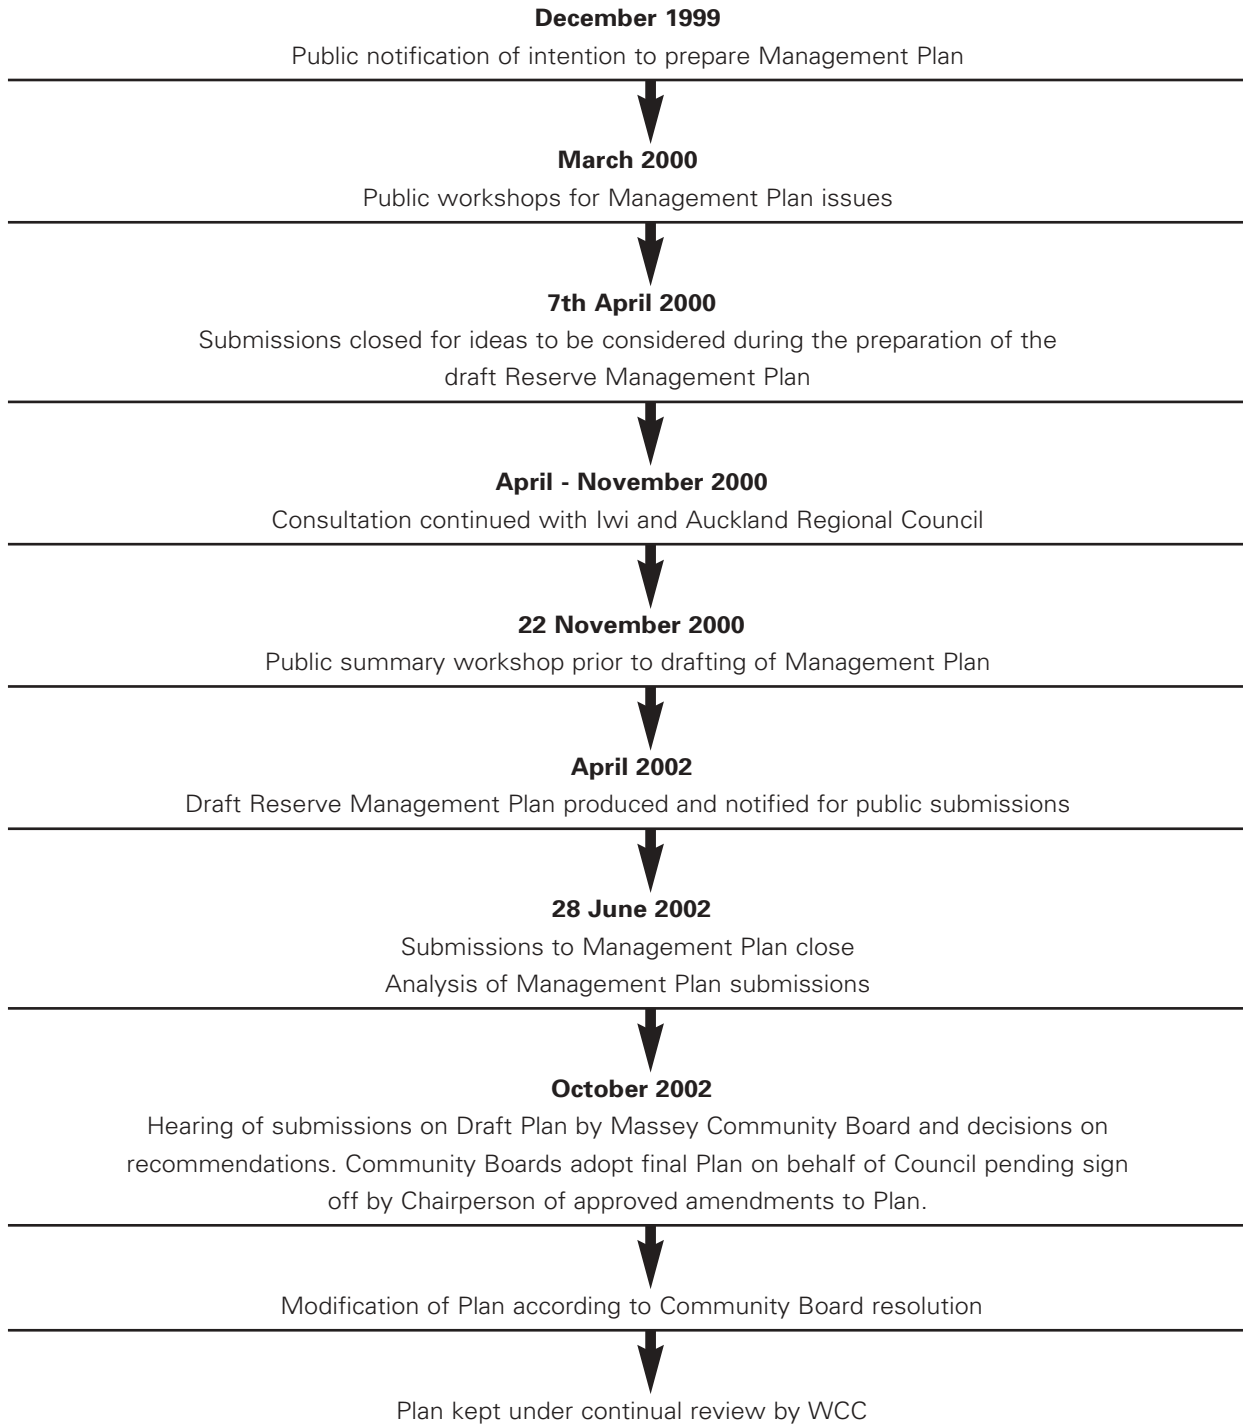 December 1999
Public notification of intention to prepare Management Plan
March 2000
Public workshops for Management Plan issues
7th April 2000
Submissions closed for ideas to be considered during the preparation of the
draft Reserve Management Plan
April - November 2000
Consultation continued with Iwi and Auckland Regional Council
22 November 2000
Public summary workshop prior to drafting of Management Plan
April 2002
Draft Reserve Management Plan produced and notified for public submissions
28 June 2002
Submissions to Management Plan close
Analysis of Management Plan submissions
October 2002
Hearing of submissions on Draft Plan by Massey Community Board and decisions on
recommendations. Community Boards adopt final Plan on behalf of Council pending sign
off by Chairperson of approved amendments to Plan.
Modification of Plan according to Community Board resolution
Plan kept under continual review by WCC